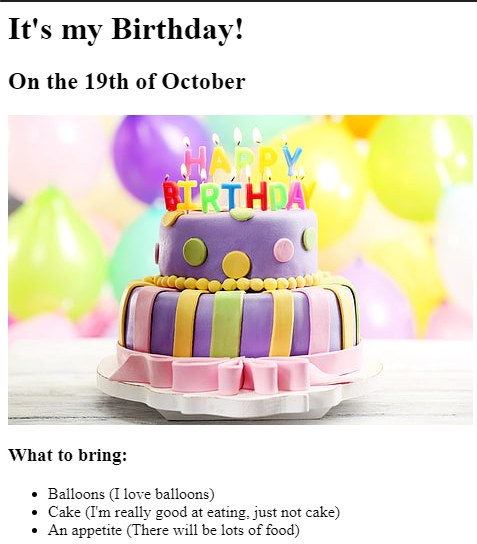 It's my Birthday!
On the 19th of October
HAPPY
BIRTHDAY
What to bring:
Balloons (I love balloons)
Cake (I'm really good at eating, just not cake)
An appetite (There will be lots of food)